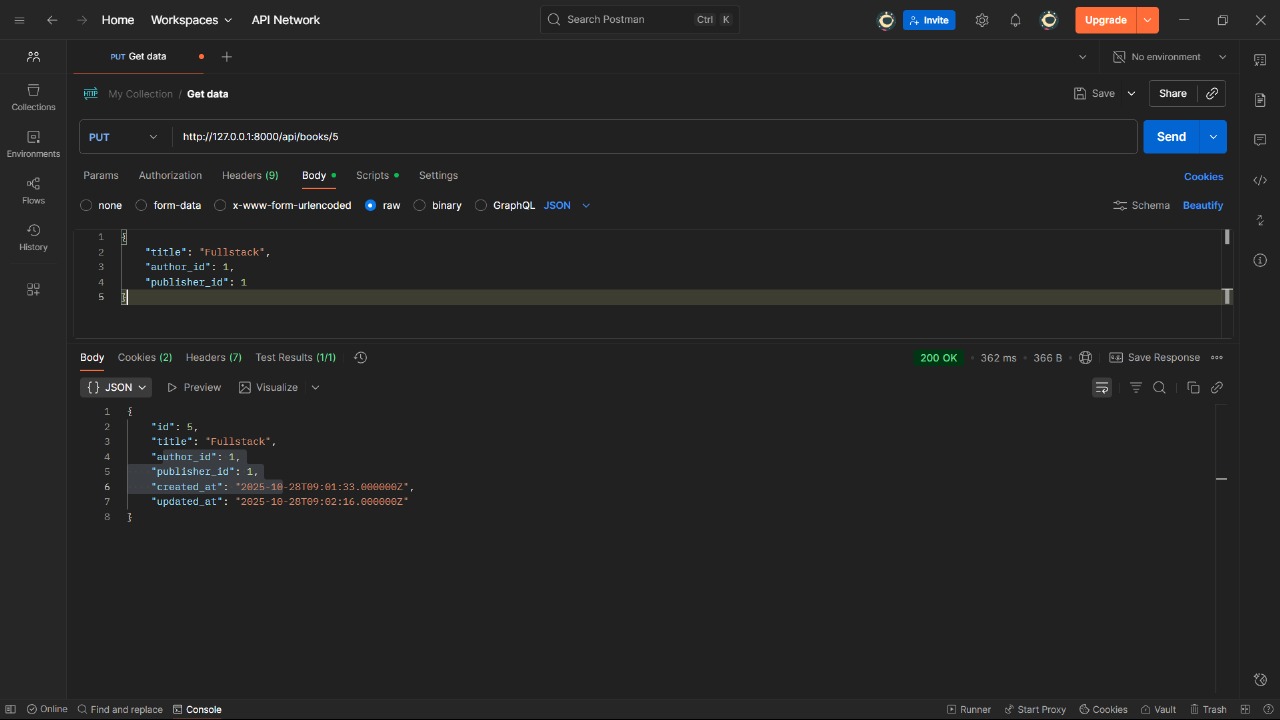 Home Workspaces API Network Search Postman Ctrl K Invite Upgrade
PUT Get data No environment
My Collection / Get data Save Share
Collections
PUT http://127.0.0.1:8000/api/books/5 Send
Environments
Params Authorization Headers (9) Body Scripts Settings Cookies
Flows
none form-data x-www-form-urlencoded raw binary GraphQL JSON Schema Beautify
History
1 {
2 "title": "Fullstack",
3 "author_id": 1,
4 "publisher_id": 1
5 }
Body Cookies (2) Headers (7) Test Results (1/1) 200 OK 362 ms 366 B Save Response
{} JSON Preview Visualize
1 {
2 "id": 5,
3 "title": "Fullstack",
4 "author_id": 1,
5 "publisher_id": 1,
6 "created_at": "2025-10-28T09:01:33.000000Z",
7 "updated_at": "2025-10-28T09:02:16.000000Z"
8 }
Online Find and replace Console Runner Start Proxy Cookies Vault Trash